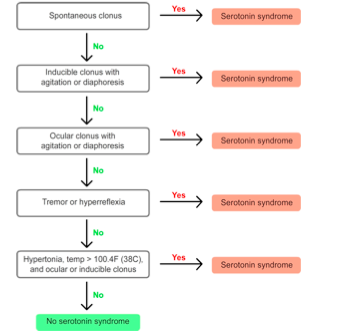 Spontaneous clonus
Yes
Serotonin syndrome
No
Inducible clonus with
agitation or diaphoresis
Yes
Serotonin syndrome
No
Ocular clonus with
agitation or diaphoresis
Yes
Serotonin syndrome
No
Tremor or hyperreflexia
Yes
Serotonin syndrome
No
Hypertonia, temp > 100.4F (38C),
and ocular or inducible clonus
Yes
Serotonin syndrome
No
No serotonin syndrome